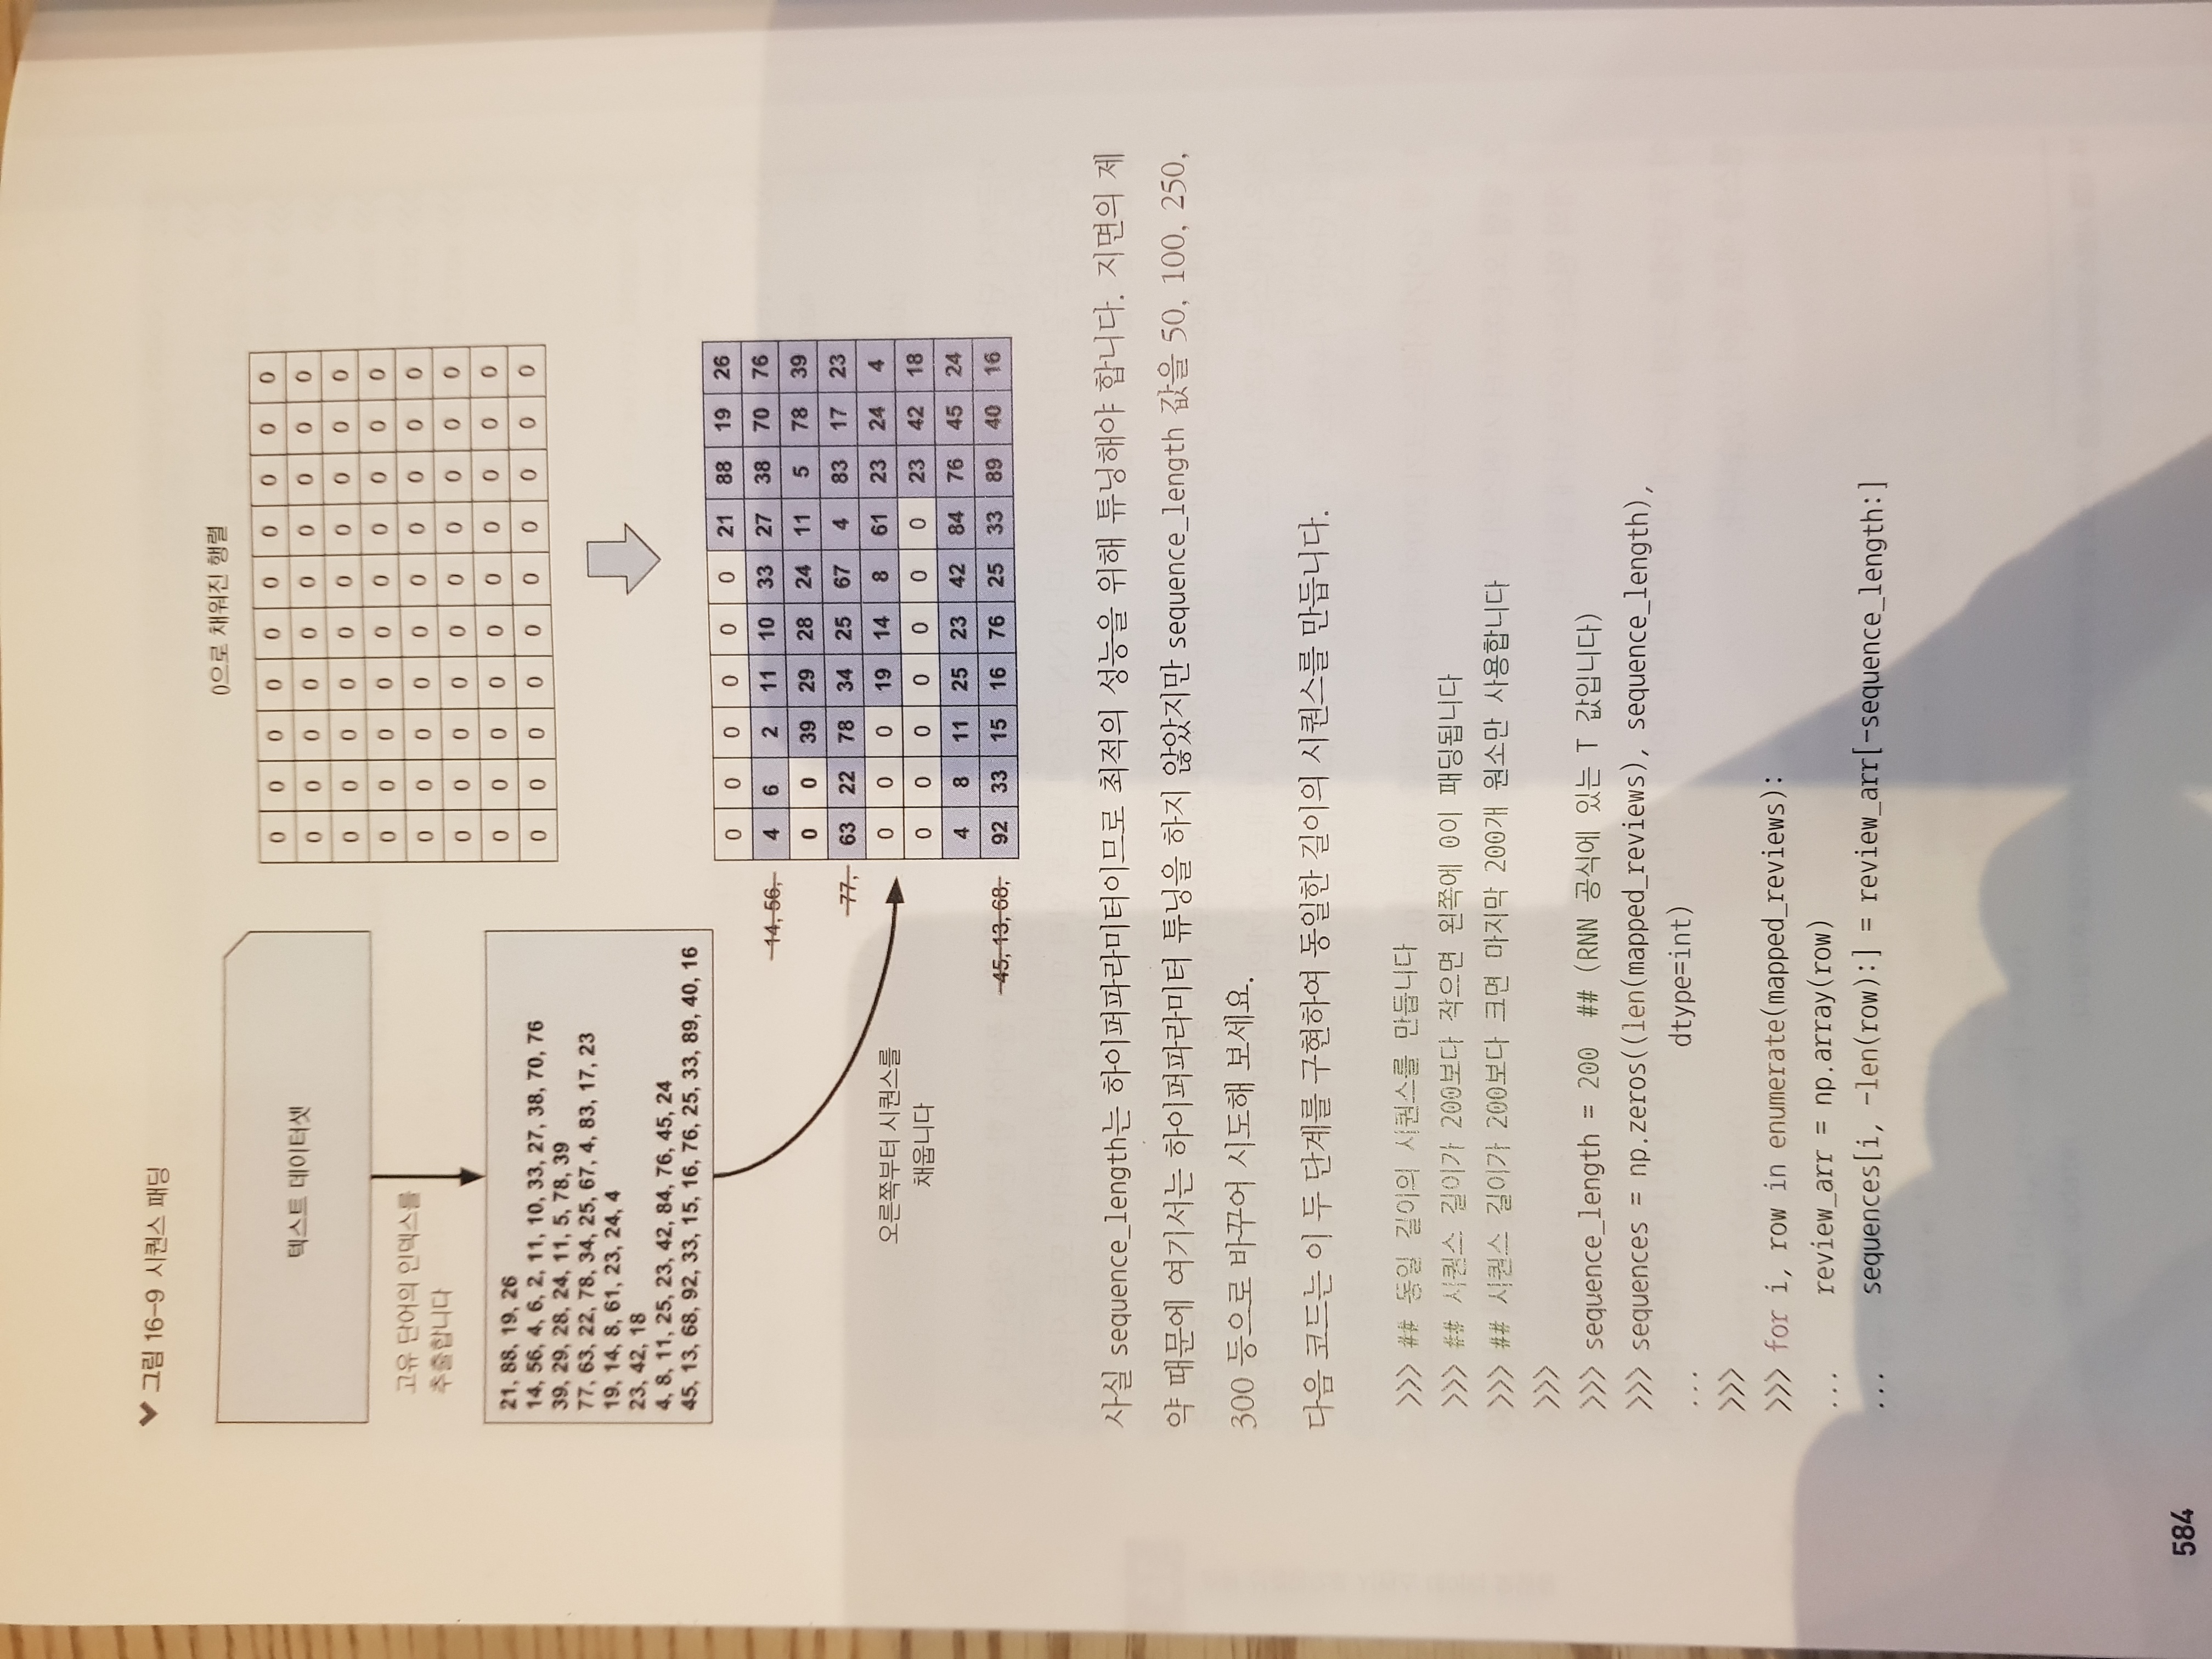 그림 16-9 시퀀스 패딩
텍스트 데이터셋
고유 단어의 인덱스를
추출합니다
21, 88, 19, 26
14, 56, 4, 6, 2, 11, 10, 33, 27, 38, 70, 76
39, 29, 28, 24, 11, 5, 78, 39
77, 63, 22, 78, 34, 25, 67, 4, 83, 17, 23
19, 14, 8, 61, 23, 24, 4
23, 42, 18
4, 8, 11, 25, 23, 42, 84, 76, 45, 24
45, 13, 68, 92, 33, 15, 16, 76, 25, 33, 89, 40, 16
오른쪽부터 시퀀스를
채웁니다
0으로 채워진 행렬
0 0 0 0 0 0 0 0 0 0
0 0 0 0 0 0 0 0 0 0
0 0 0 0 0 0 0 0 0 0
0 0 0 0 0 0 0 0 0 0
0 0 0 0 0 0 0 0 0 0
0 0 0 0 0 0 0 0 0 0
0 0 0 0 0 0 0 0 0 0
0 0 0 0 0 0 0 0 0 0
0 0 0 0 0 0 21 88 19 26
14, 56, 4 6 2 11 10 33 27 38 70 76
0 0 39 29 28 24 11 5 78 39
77, 63 22 78 34 25 67 4 83 17 23
0 0 0 19 14 8 61 23 24 4
0 0 0 0 0 0 0 23 42 18
4 8 11 25 23 42 84 76 45 24
45, 13, 68, 92 33 15 16 76 25 33 89 40 16
사실 sequence_length는 하이퍼파라미터이므로 최적의 성능을 위해 튜닝해야 합니다. 지면의 제
약 때문에 여기서는 하이퍼파라미터 튜닝을 하지 않았지만 sequence_length 값을 50, 100, 250,
300 등으로 바꾸어 시도해 보세요.
다음 코드는 이 두 단계를 구현하여 동일한 길이의 시퀀스를 만듭니다.
>>> ## 동일 길이의 시퀀스를 만듭니다
>>> ## 시퀀스 길이가 200보다 작으면 왼쪽에 0이 패딩됩니다
>>> ## 시퀀스 길이가 200보다 크면 마지막 200개 원소만 사용합니다
>>>
>>> sequence_length = 200  ## (RNN 공식에 있는 T 값입니다)
>>> sequences = np.zeros((len(mapped_reviews), sequence_length),
...                      dtype=int)
>>>
>>> for i, row in enumerate(mapped_reviews):
...     review_arr = np.array(row)
...     sequences[i, -len(row):] = review_arr[-sequence_length:]
584